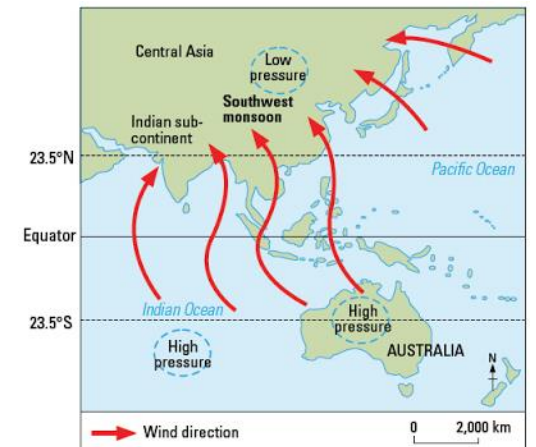 Central Asia
Low
pressure
Southwest
monsoon
Indian sub-
continent
23.5°N
Pacific Ocean
Equator
Indian Ocean
23.5°S
High
pressure
High
pressure
AUSTRALIA
N
Wind direction
0 2,000 km